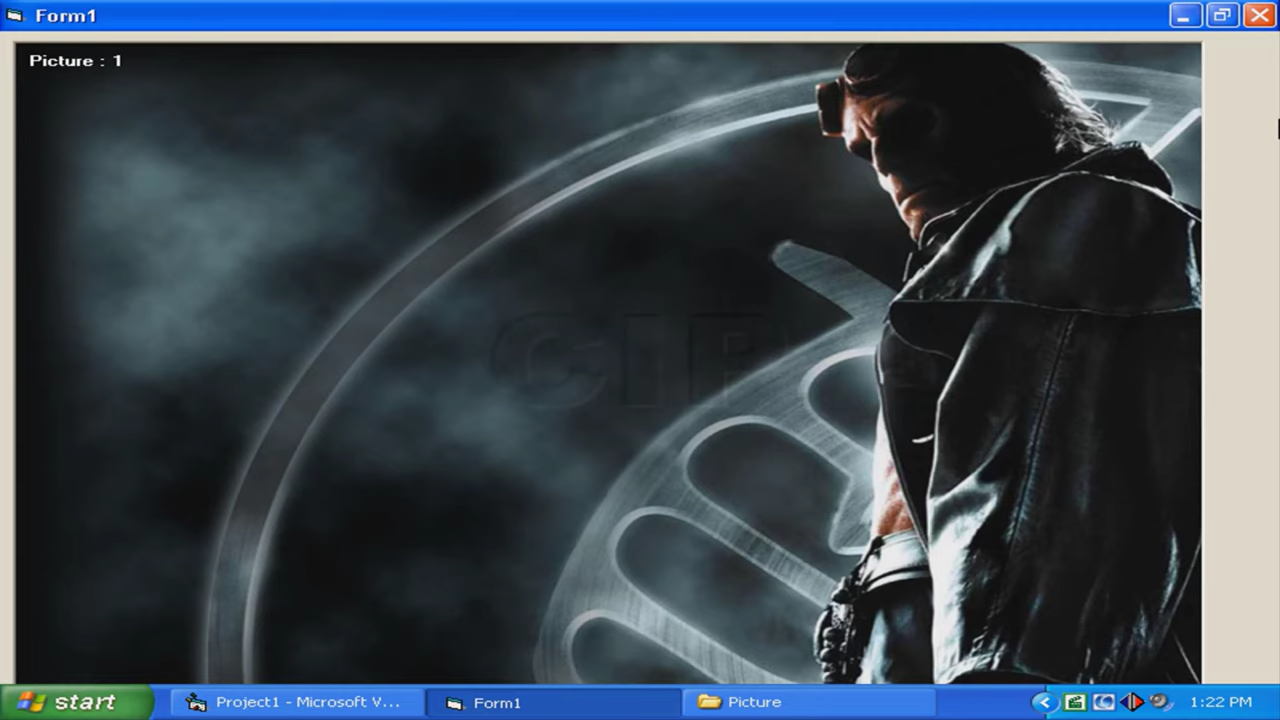 Form1
Picture : 1
start
Project1 - Microsoft V...
Form1
Picture
1:22 PM